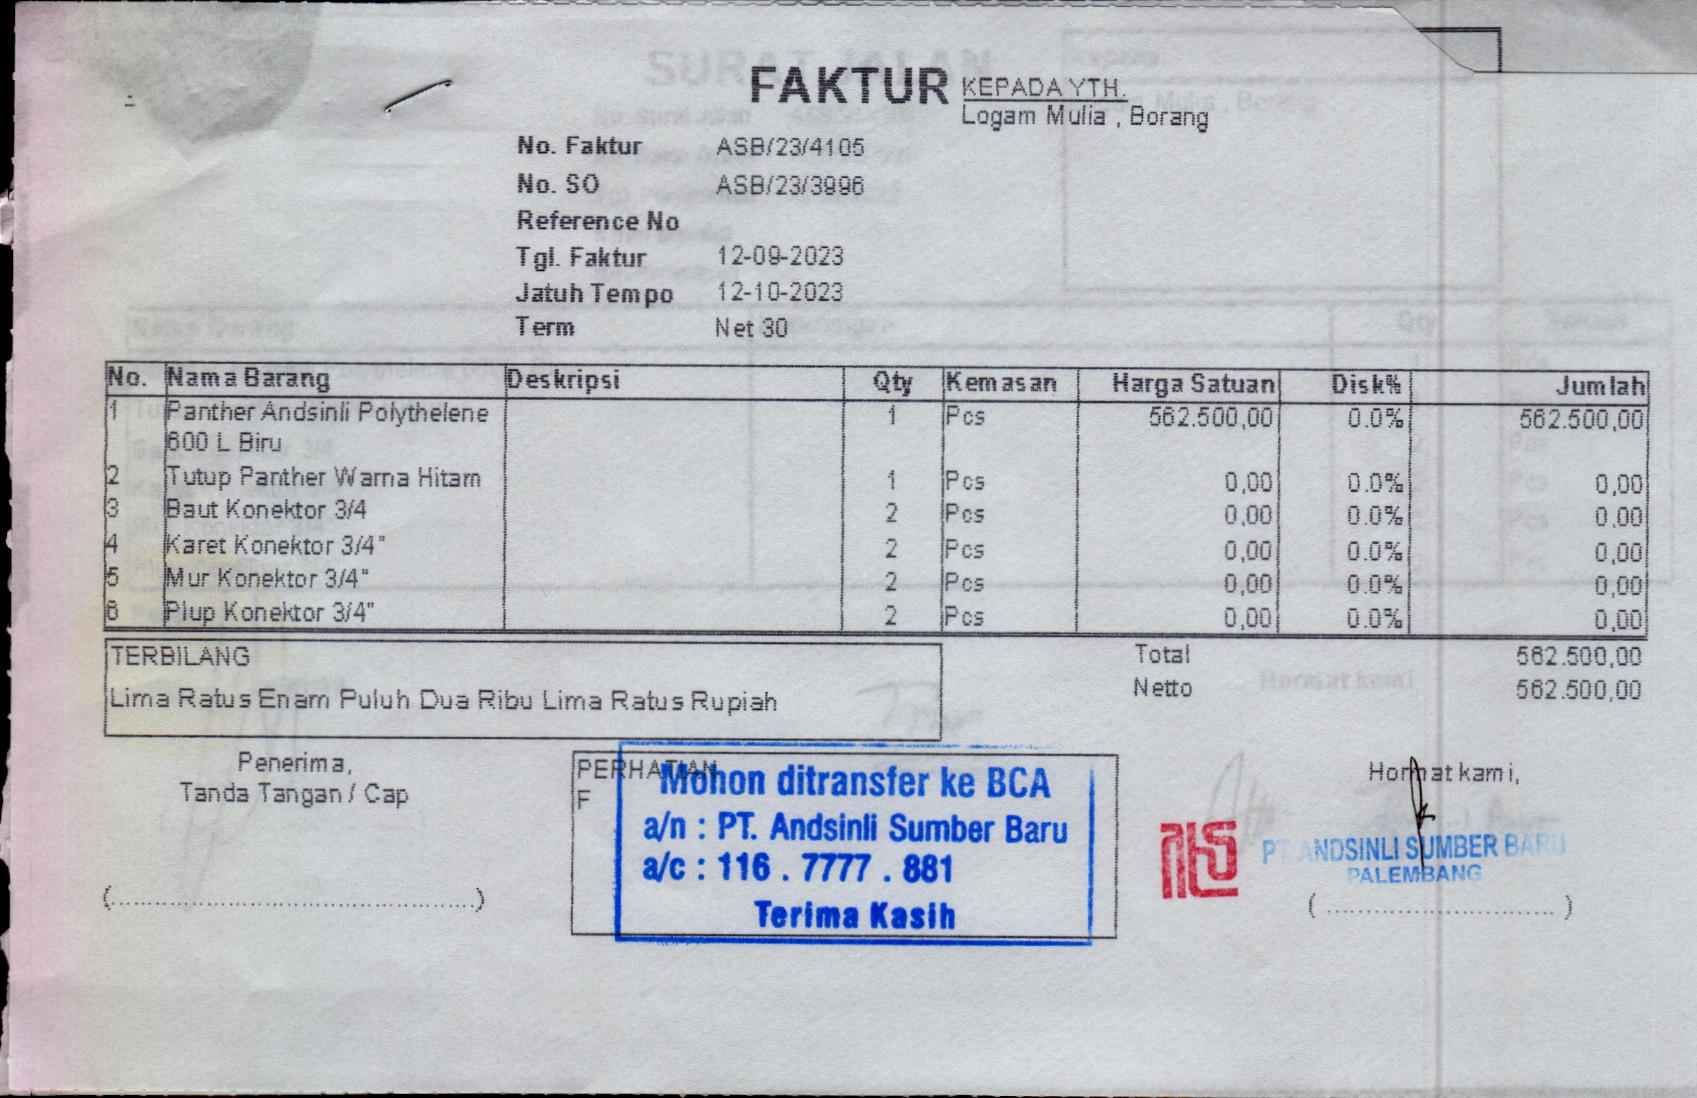 FAKTUR
KEPADA YTH.
Logam Mulia , Borang
No. Faktur ASB/23/4105
No. SO ASB/23/3996
Reference No
Tgl. Faktur 12-09-2023
Jatuh Tempo 12-10-2023
Term Net 30
No. Nama Barang Deskripsi Qty Kemasan Harga Satuan Disk% Jumlah
1 Panther Andsinli Polythelene 1 Pcs 562.500,00 0.0% 562.500,00
600 L Biru
2 Tutup Panther Warna Hitam 1 Pcs 0,00 0.0% 0,00
3 Baut Konektor 3/4 2 Pcs 0,00 0.0% 0,00
4 Karet Konektor 3/4" 2 Pcs 0,00 0.0% 0,00
5 Mur Konektor 3/4" 2 Pcs 0,00 0.0% 0,00
6 Plup Konektor 3/4" 2 Pcs 0,00 0.0% 0,00
TERBILANG
Lima Ratus Enam Puluh Dua Ribu Lima Ratus Rupiah
Total 562.500,00
Netto 562.500,00
Penerima,
Tanda Tangan / Cap
(..........................................)
PERHATIAN
F
Mohon ditransfer ke BCA
a/n : PT. Andsinli Sumber Baru
a/c : 116 . 7777 . 881
Terima Kasih
Hormat kami,
PT. ANDSINLI SUMBER BARU
PALEMBANG
( .............................. )